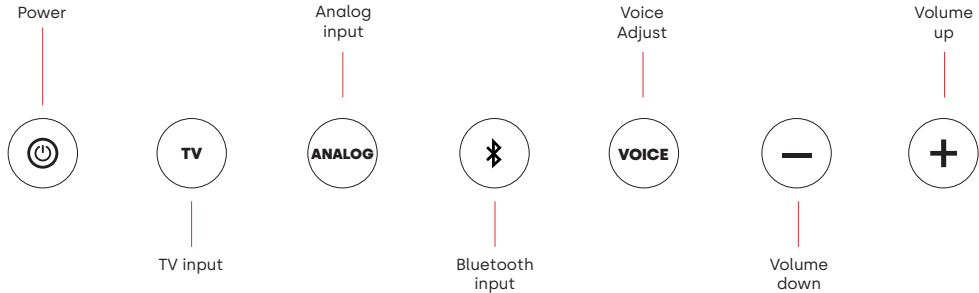 Power
Analog
input
Voice
Adjust
Volume
up
TV
ANALOG
VOICE
TV input
Bluetooth
input
Volume
down